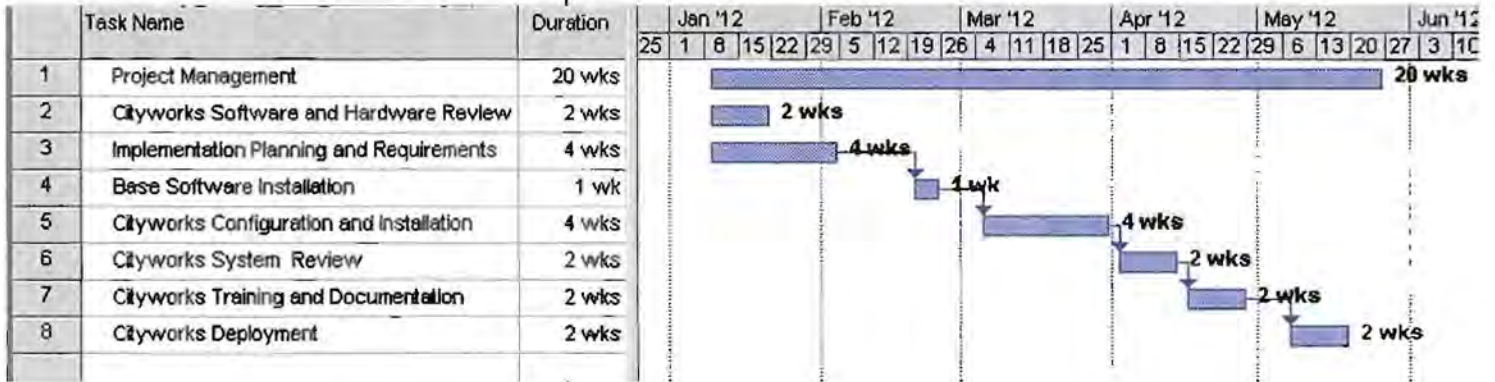 Task Name Duration Jan '12 Feb '12 Mar '12 Apr '12 May '12 Jun '12
25 1 8 15 22 29 5 12 19 26 4 11 18 25 1 8 15 22 29 6 13 20 27 3 10
1 Project Management 20 wks 20 wks
2 Cityworks Software and Hardware Review 2 wks 2 wks
3 Implementation Planning and Requirements 4 wks 4 wks
4 Base Software Installation 1 wk 1 wk
5 Cityworks Configuration and Installation 4 wks 4 wks
6 Cityworks System Review 2 wks 2 wks
7 Cityworks Training and Documentation 2 wks 2 wks
8 Cityworks Deployment 2 wks 2 wks